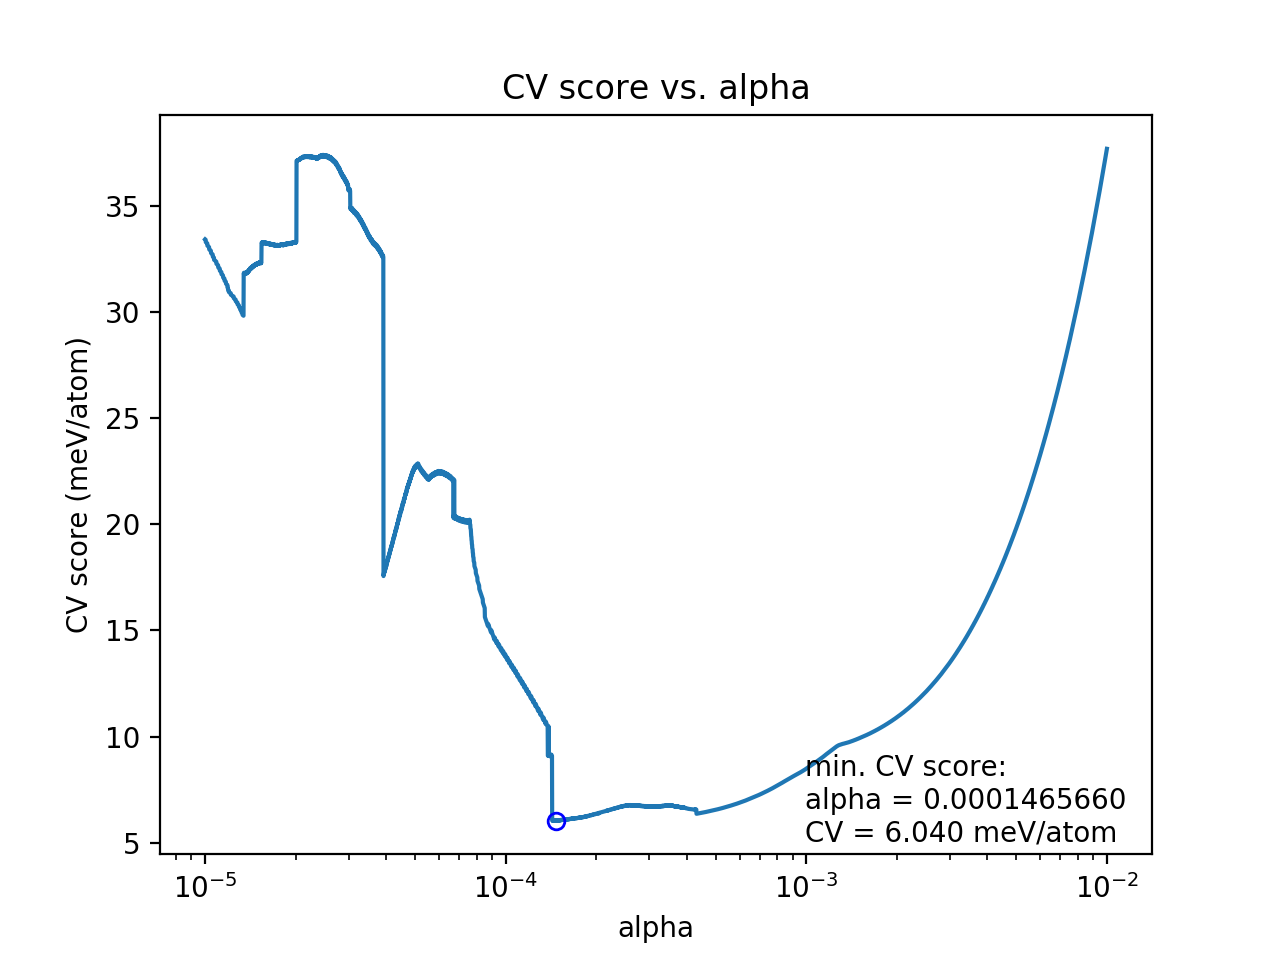 CV score vs. alpha
CV score (meV/atom)
35
30
25
20
15
10
5
min. CV score:
alpha = 0.0001465660
CV = 6.040 meV/atom
10⁻⁵ 10⁻⁴ 10⁻³ 10⁻²
alpha